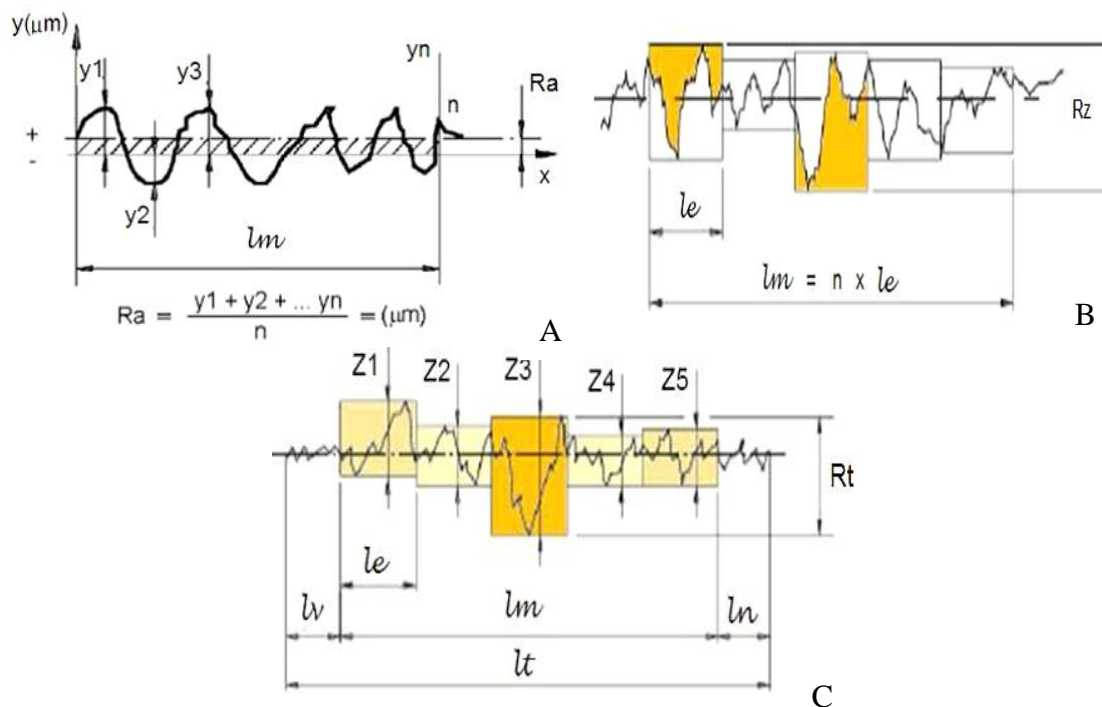 y(μm)
y1
y3
yn
n
Ra
+
-
x
y2
lm
Ra = y1 + y2 + ... yn / n = (μm)
A
Rz
le
lm = n x le
B
Z1 Z2 Z3 Z4 Z5
Rt
le
lv
lm
ln
lt
C